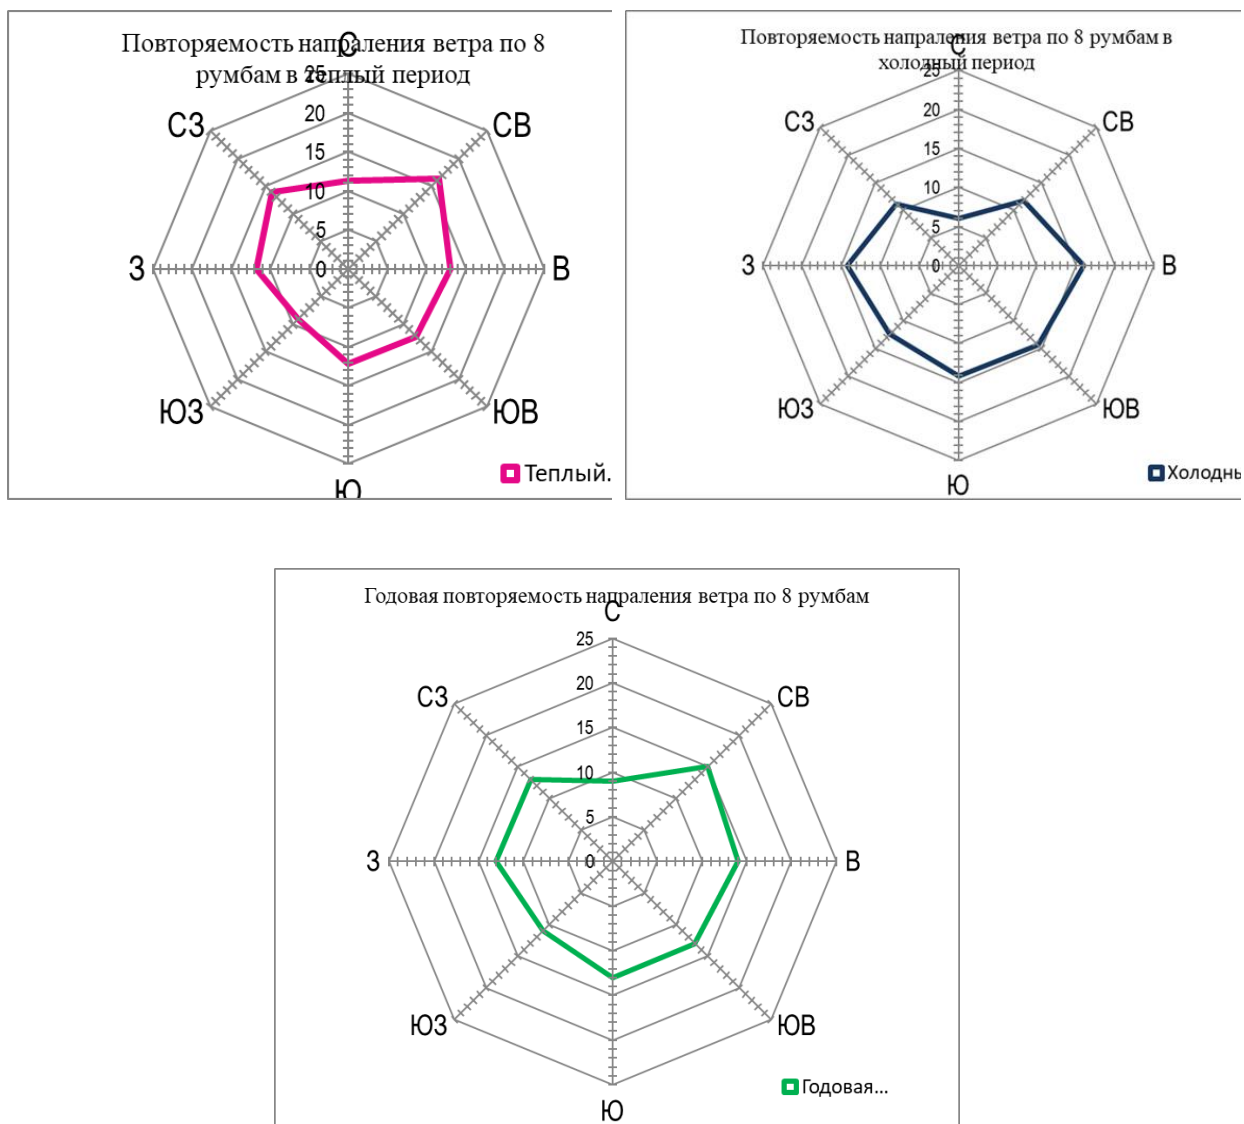 Повторяемость напраления ветра по 8
румбам в теплый период
С
25
20
15
10
5
0
СЗ
СВ
З
В
ЮЗ
ЮВ
Ю
Теплый.
Повторяемость напраления ветра по 8 румбам в
холодный период
С
25
20
15
10
5
0
СЗ
СВ
З
В
ЮЗ
ЮВ
Ю
Холодны
Годовая повторяемость напраления ветра по 8 румбам
С
25
20
15
10
5
0
СЗ
СВ
З
В
ЮЗ
ЮВ
Ю
Годовая...